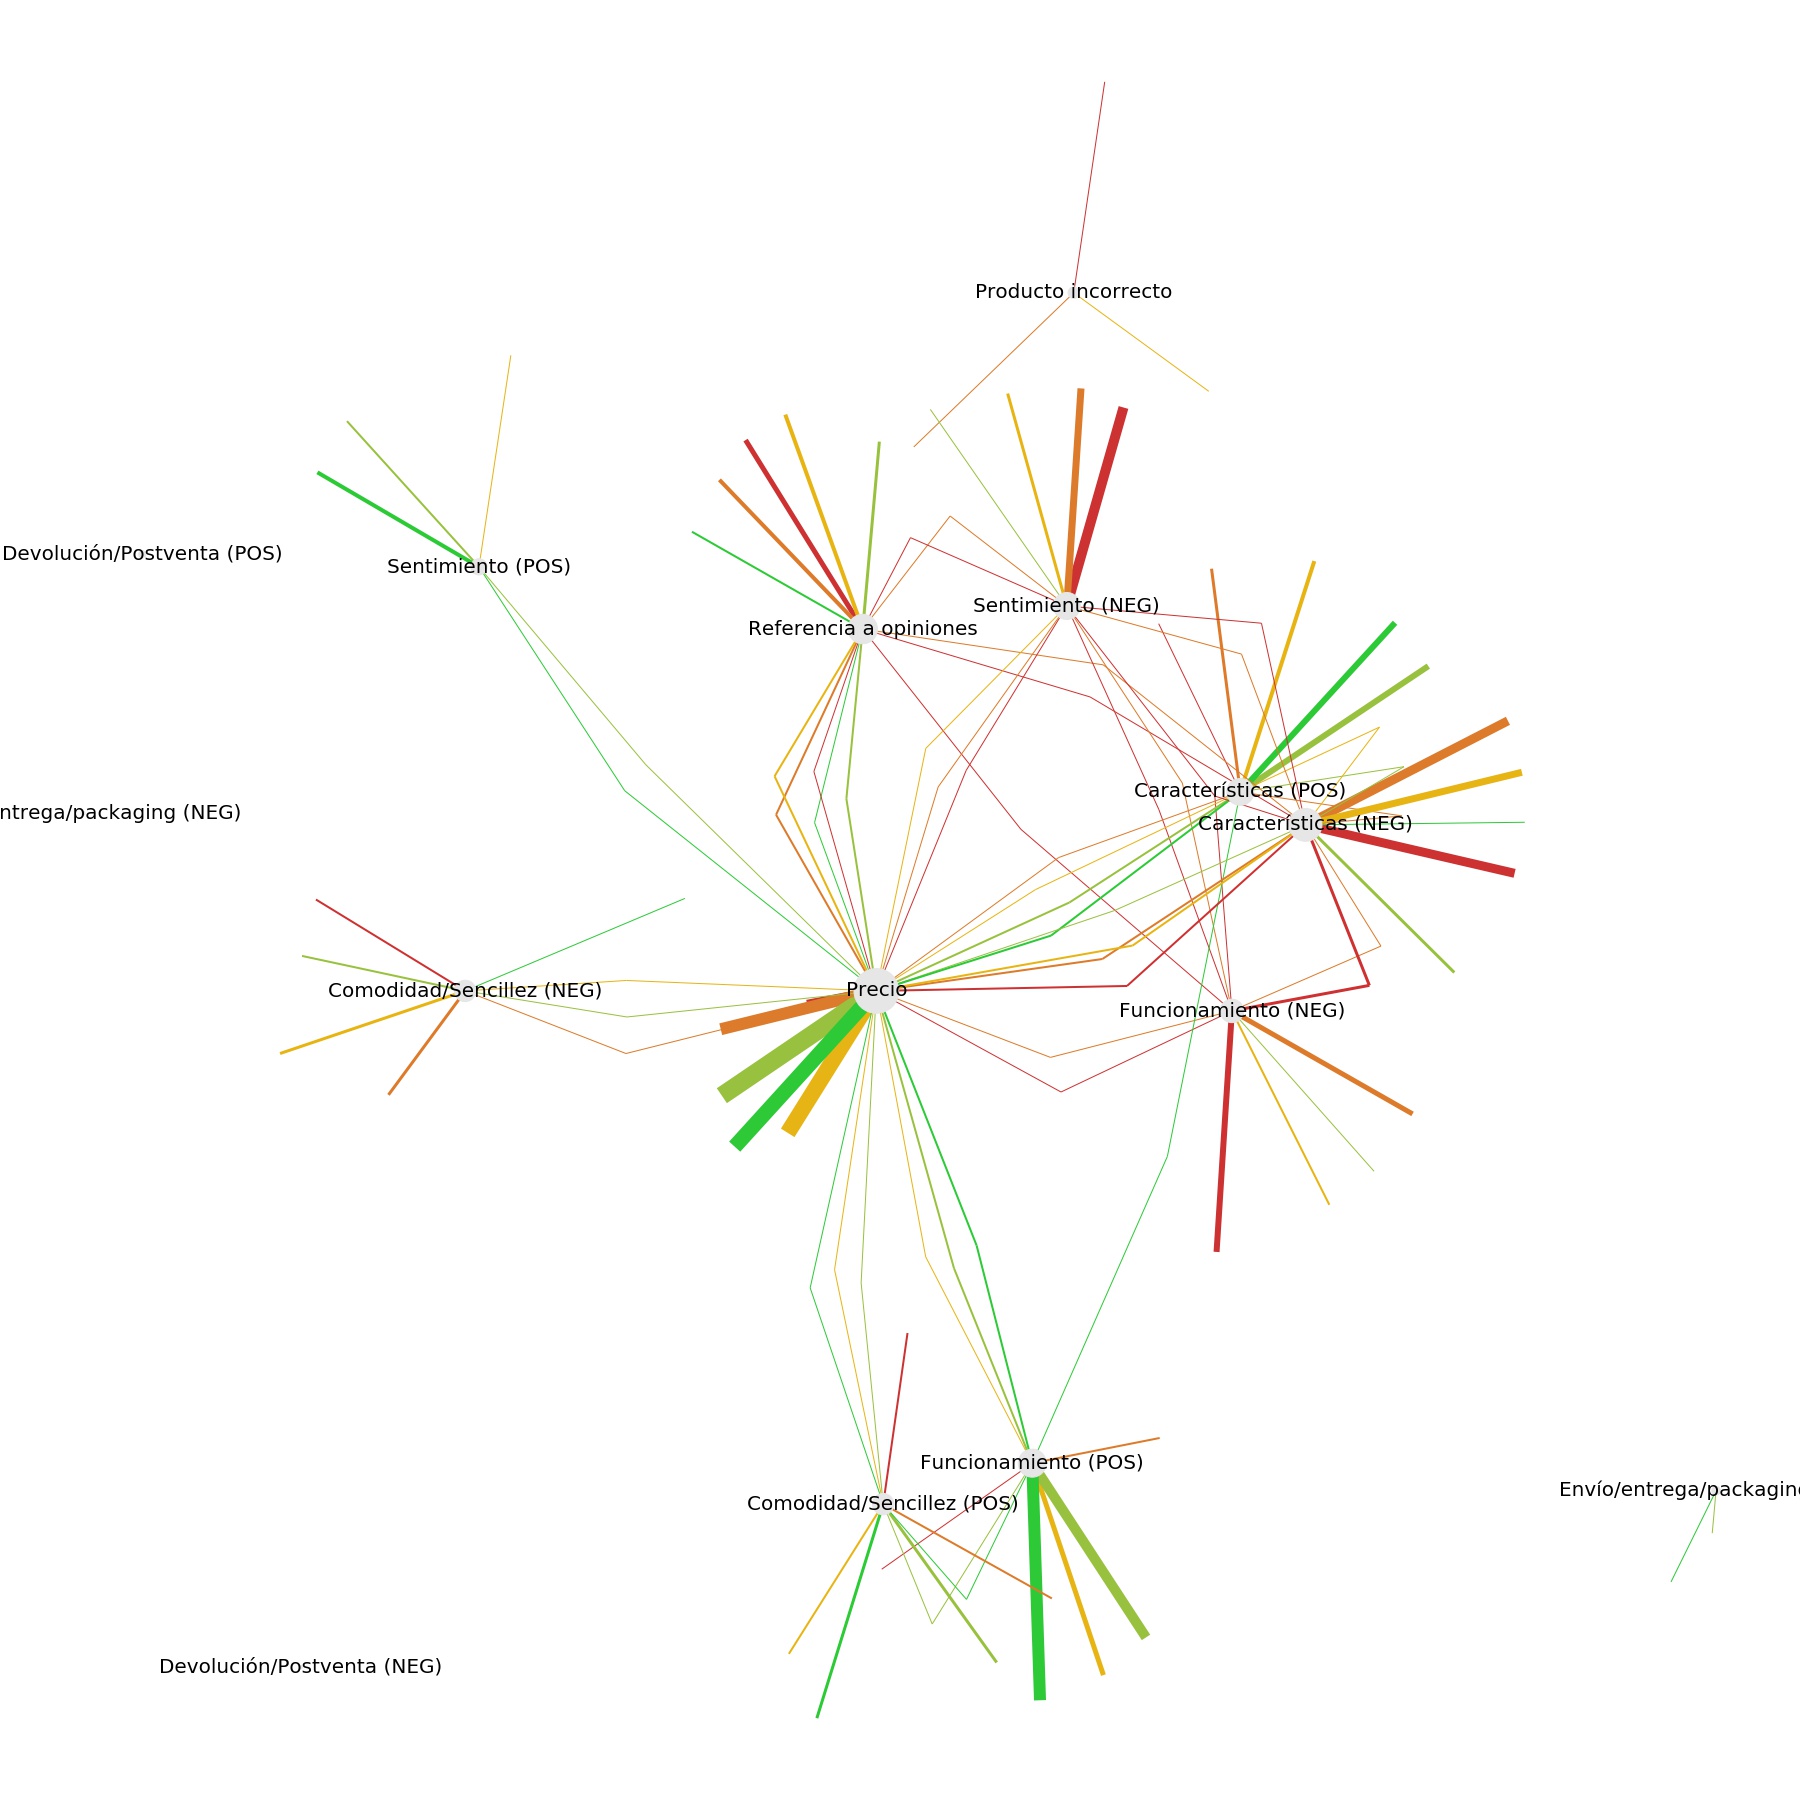 Producto incorrecto
Devolución/Postventa (POS)
Sentimiento (POS)
Sentimiento (NEG)
Referencia a opiniones
Características (POS)
ntrega/packaging (NEG)
Características (NEG)
Comodidad/Sencillez (NEG)
Precio
Funcionamiento (NEG)
Funcionamiento (POS)
Envío/entrega/packaging
Comodidad/Sencillez (POS)
Devolución/Postventa (NEG)